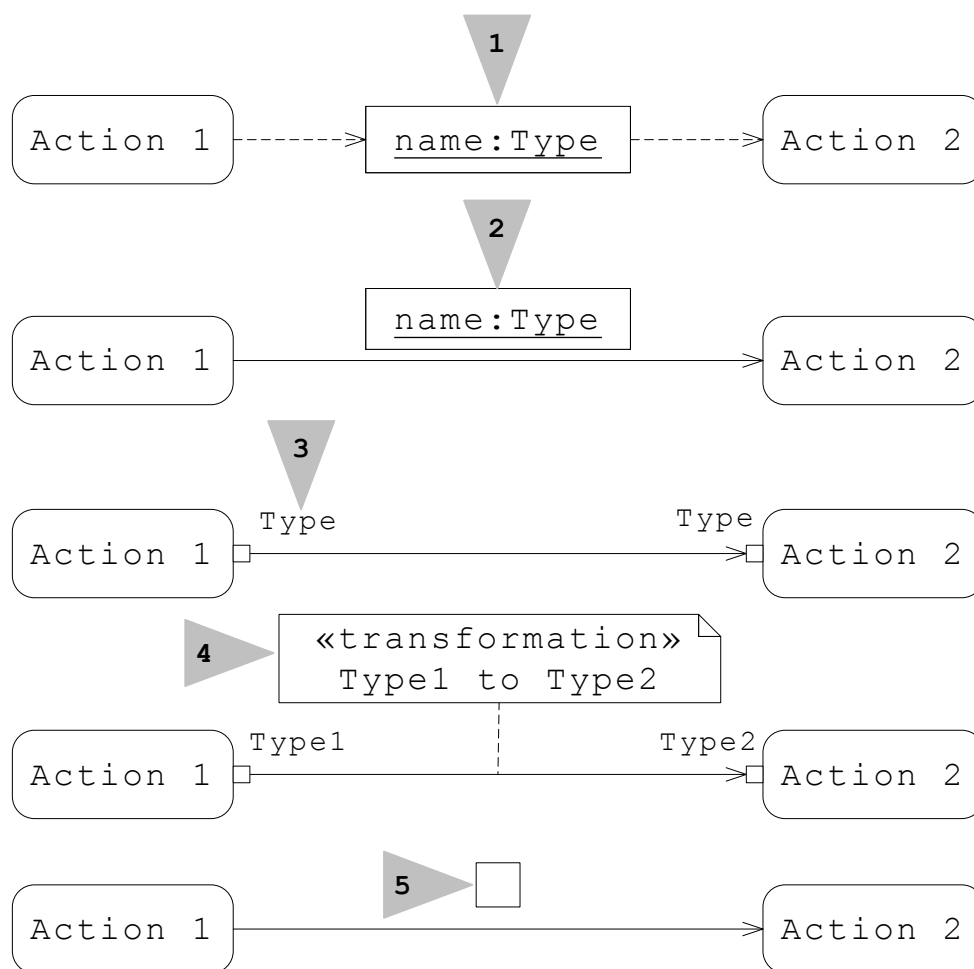 1
Action 1
name:Type
Action 2
2
name:Type
Action 1
Action 2
3
Type
Type
Action 1
Action 2
4
«transformation»
Type1 to Type2
Type1
Type2
Action 1
Action 2
5
Action 1
Action 2